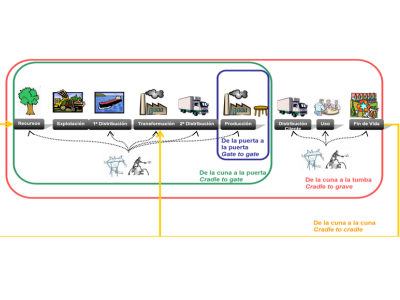 Recursos
Explotación
1ª Distribución
Transformación
2ª Distribución
Producción
Distribución
Cliente
Uso
Fin de Vida
De la puerta a
la puerta
Gate to gate
De la cuna a la puerta
Cradle to gate
De la cuna a la tumba
Cradle to grave
De la cuna a la cuna
Cradle to cradle